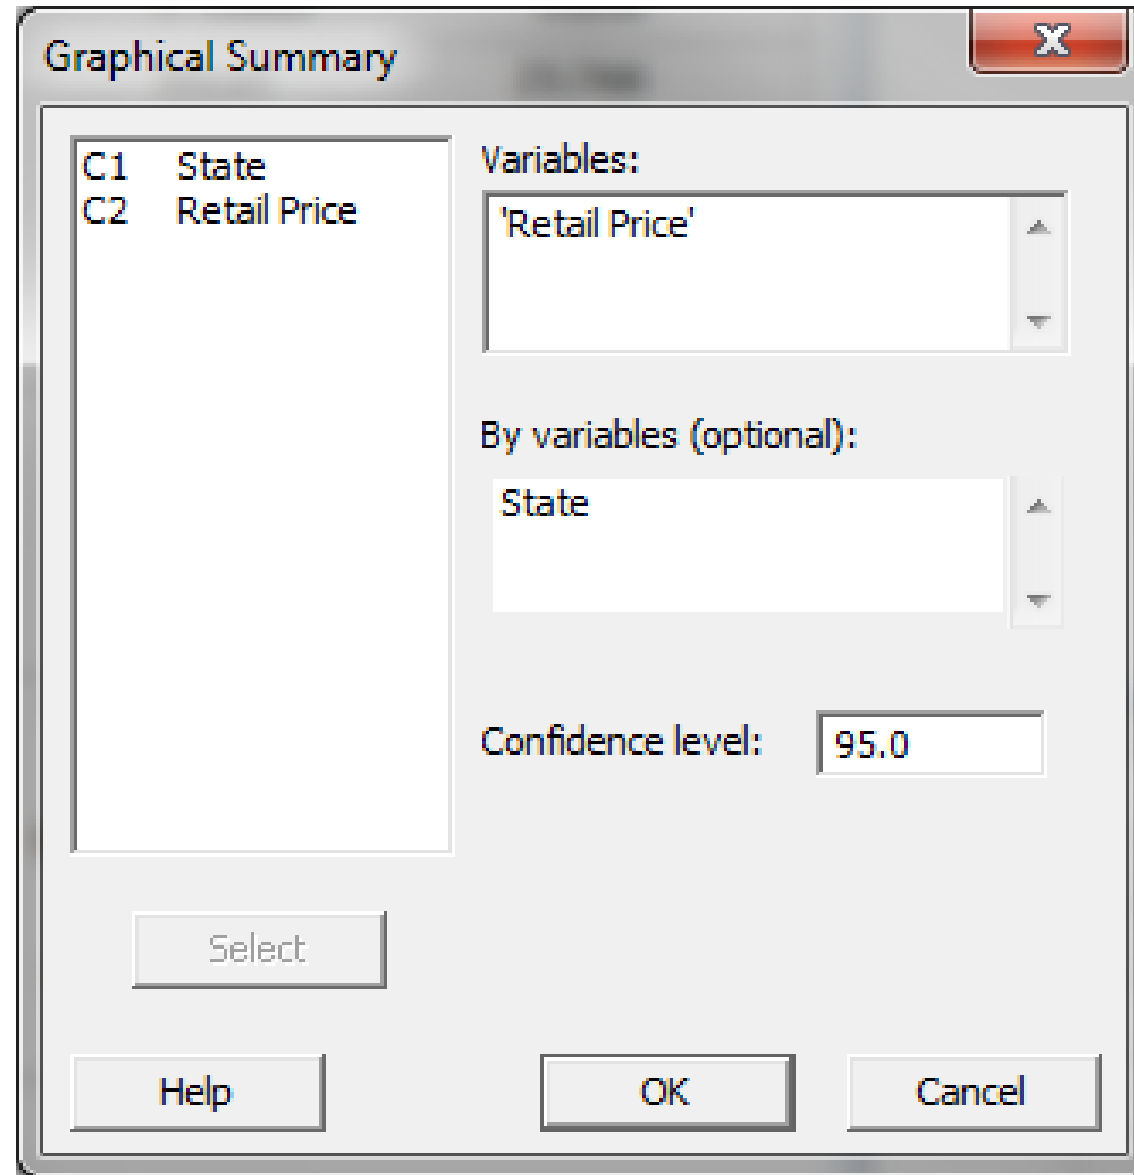 Graphical Summary
C1 State
C2 Retail Price
Variables:
'Retail Price'
By variables (optional):
State
Confidence level: 95.0
Select
Help OK Cancel